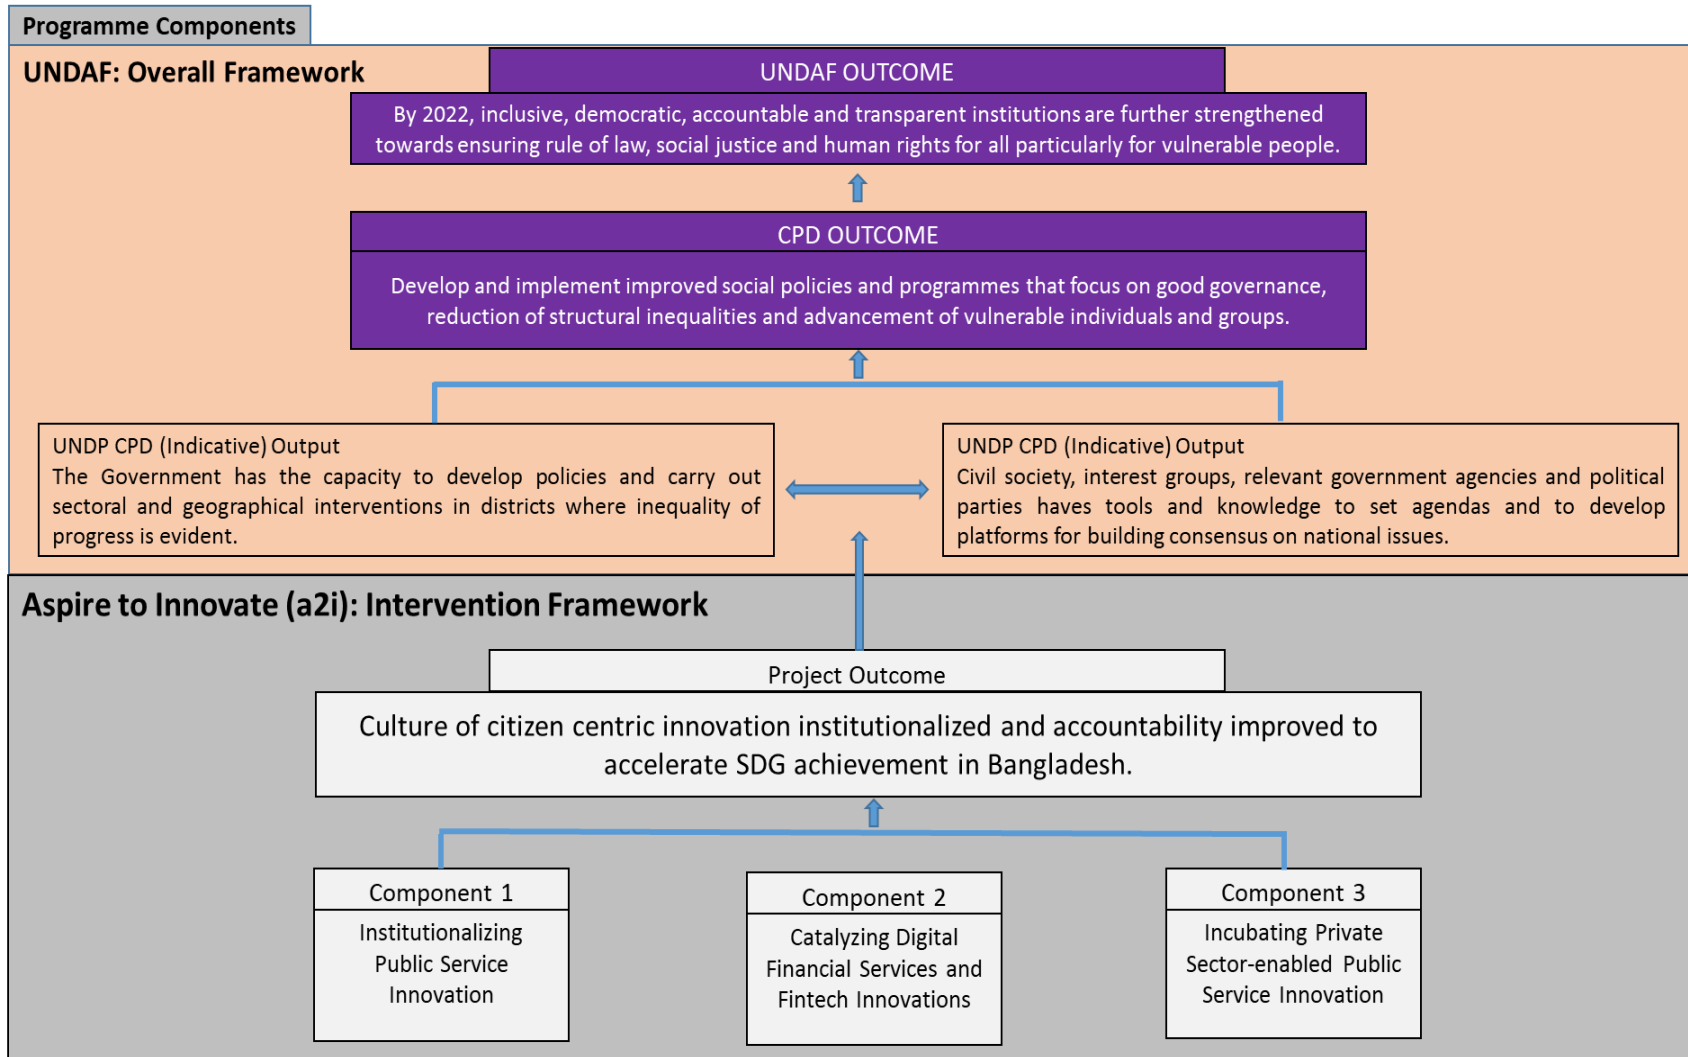 Programme Components
UNDAF: Overall Framework
UNDAF OUTCOME
By 2022, inclusive, democratic, accountable and transparent institutions are further strengthened
towards ensuring rule of law, social justice and human rights for all particularly for vulnerable people.
CPD OUTCOME
Develop and implement improved social policies and programmes that focus on good governance,
reduction of structural inequalities and advancement of vulnerable individuals and groups.
UNDP CPD (Indicative) Output
The Government has the capacity to develop policies and carry out
sectoral and geographical interventions in districts where inequality of
progress is evident.
UNDP CPD (Indicative) Output
Civil society, interest groups, relevant government agencies and political
parties haves tools and knowledge to set agendas and to develop
platforms for building consensus on national issues.
Aspire to Innovate (a2i): Intervention Framework
Project Outcome
Culture of citizen centric innovation institutionalized and accountability improved to
accelerate SDG achievement in Bangladesh.
Component 1
Institutionalizing
Public Service
Innovation
Component 2
Catalyzing Digital
Financial Services and
Fintech Innovations
Component 3
Incubating Private
Sector-enabled Public
Service Innovation